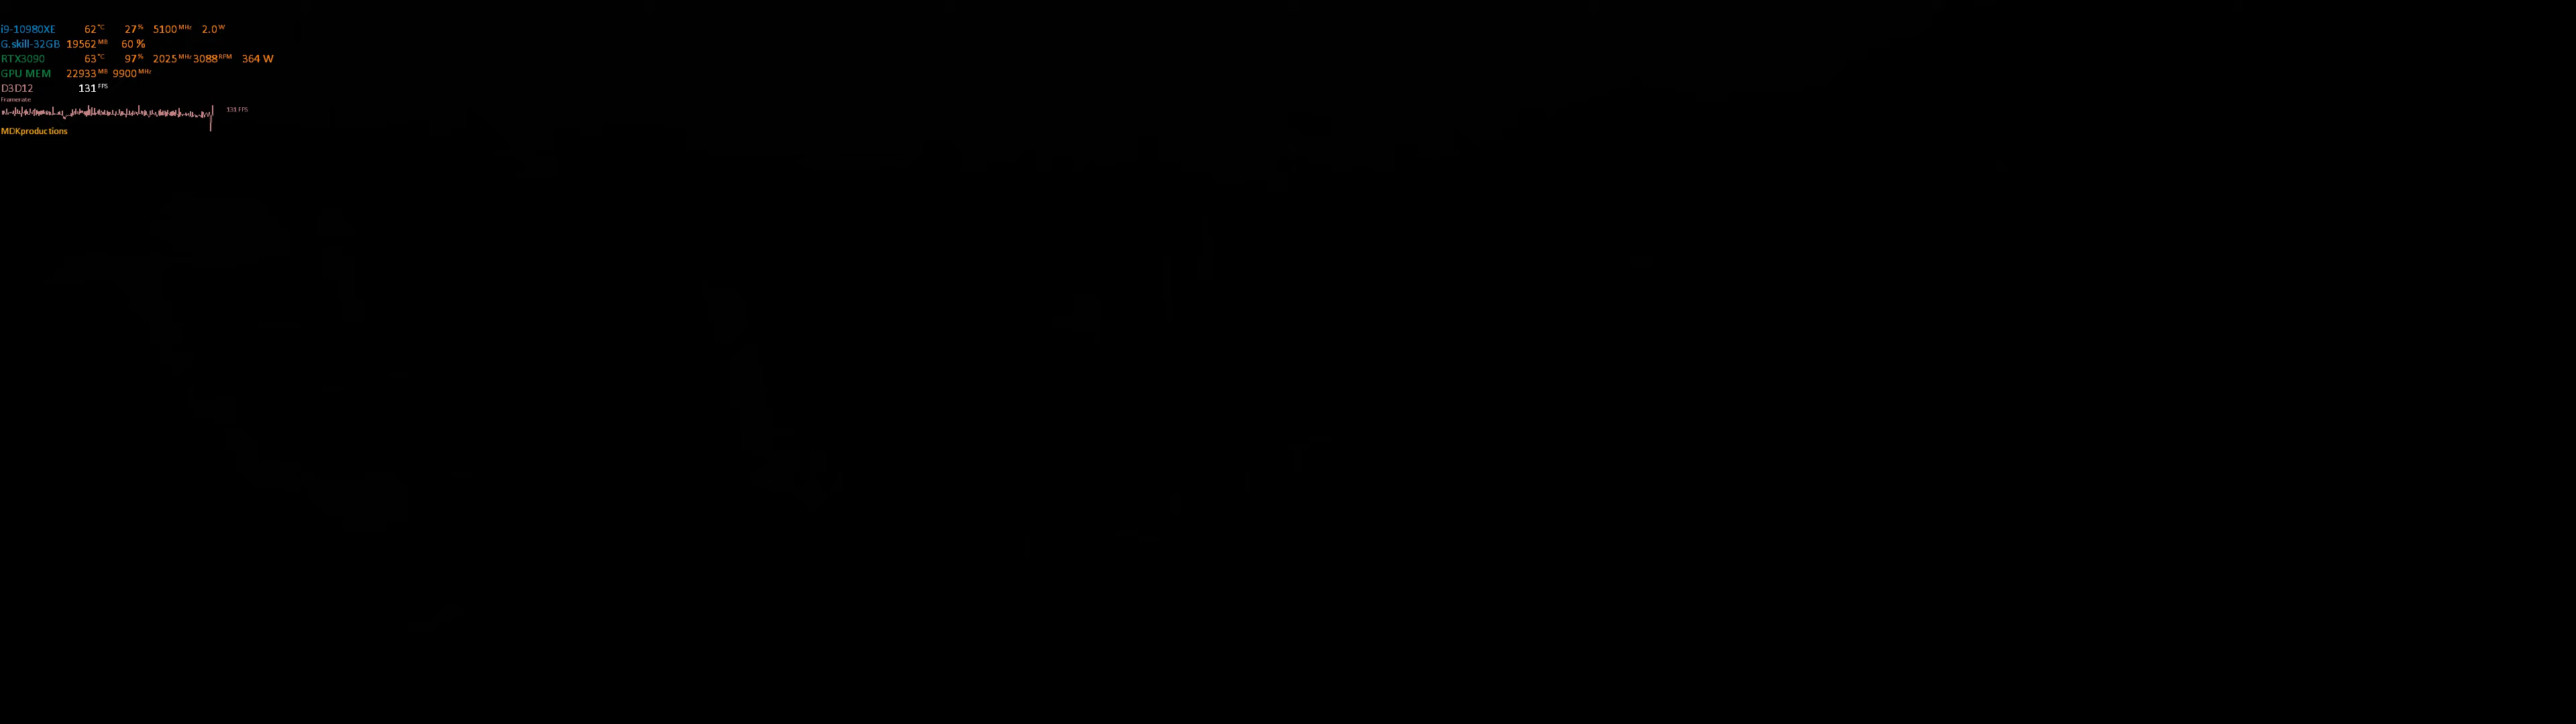 i9-10980XE 62°C 27% 5100MHz 2.0W
G.skill-32GB 19562MB 60 %
RTX3090 63°C 97% 2025MHz 3088RPM 364 W
GPU MEM 22933MB 9900MHz
D3D12 131FPS
Framerate
131 FPS
MDKproductions